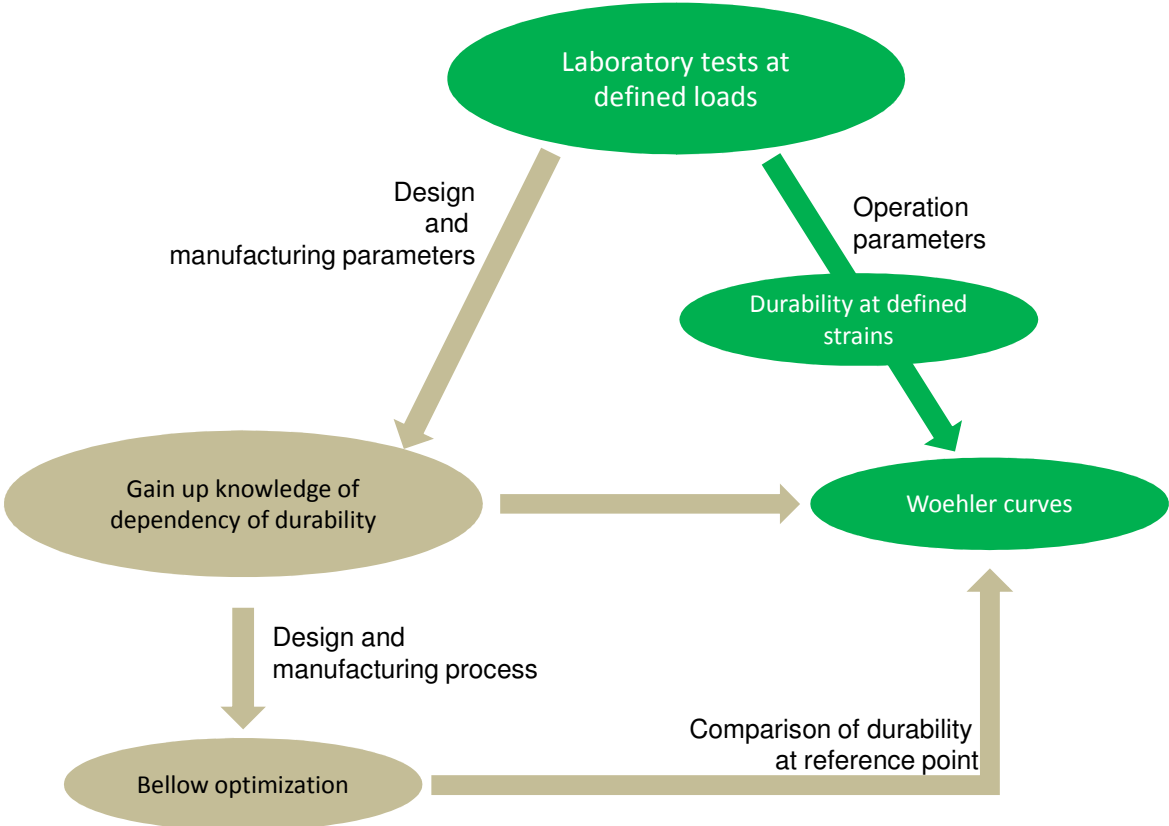 Laboratory tests at
defined loads
Design
and
manufacturing parameters
Operation
parameters
Durability at defined
strains
Gain up knowledge of
dependency of durability
Woehler curves
Design and
manufacturing process
Comparison of durability
at reference point
Bellow optimization